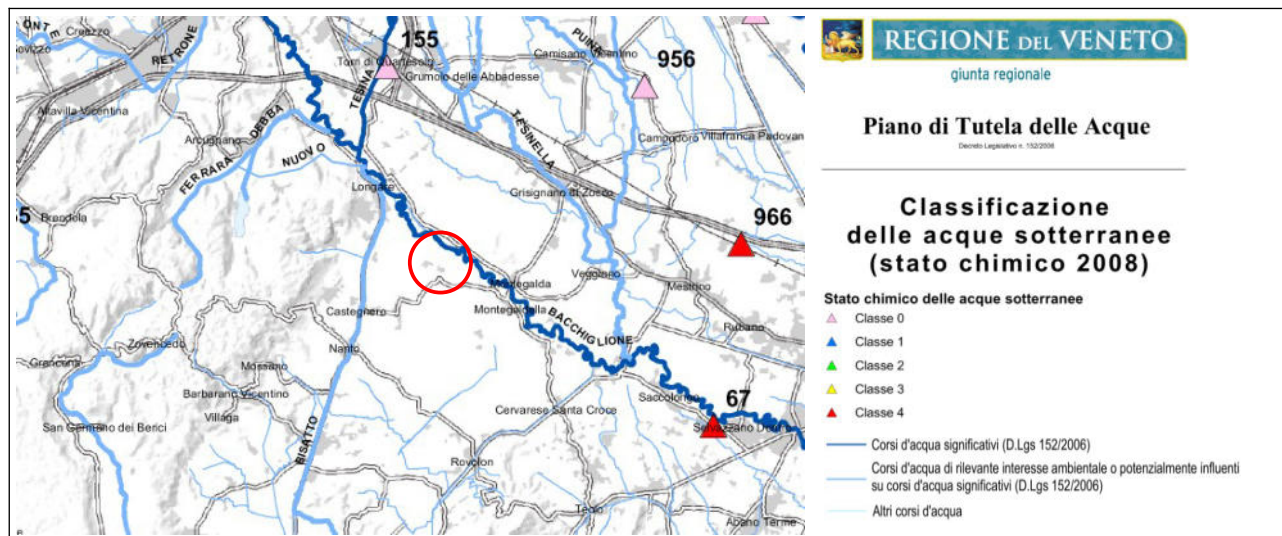 ONTE
Creazzo
ovizzo
RETRONE
155
Torri di Quartesolo
Grumolo delle Abbadesse
TESINA
PUINA
Camisano Vicentino
956
Altavilla Vicentina
Arcugnano
FERRARA DEBBA
NUOVO
TESINELLA
Campodoro
Villafranca Padovan
Longare
Grisignano di Zocco
55
Brendola
966
Veggiano
Mestrino
Castegnero
Montegaldella
BACCHIGLIONE
Rubano
Zovencedo
Nanto
Grancona
Mossano
Barbarano Vicentino
Villaga
67
Saccolongo
Cervarese Santa Croce
San Germano dei Berici
BISATTO
Rovolon
Teolo
Abano Terme
REGIONE DEL VENETO
giunta regionale
Piano di Tutela delle Acque
Decreto Legislativo n. 152/2006
Classificazione
delle acque sotterranee
(stato chimico 2008)
Stato chimico delle acque sotterranee
Classe 0
Classe 1
Classe 2
Classe 3
Classe 4
Corsi d'acqua significativi (D.Lgs 152/2006)
Corsi d'acqua di rilevante interesse ambientale o potenzialmente influenti
su corsi d'acqua significativi (D.Lgs 152/2006)
Altri corsi d'acqua